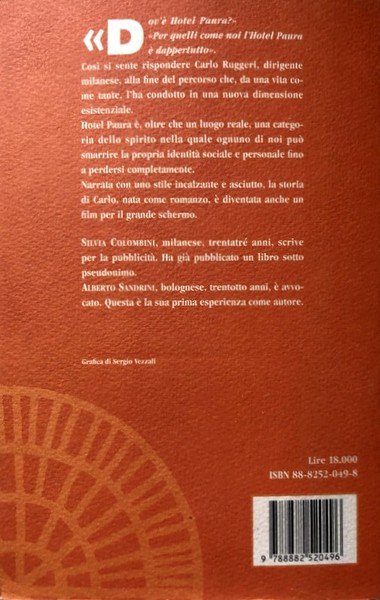 «Dov'è Hotel Paura?».
«Per quelli come noi l'Hotel Paura
è dappertutto».
Così si sente rispondere Carlo Ruggeri, dirigente
milanese, alla fine del percorso che, da una vita co-
me tante, l'ha condotto in una nuova dimensione
esistenziale.
Hotel Paura è, oltre che un luogo reale, una catego-
ria dello spirito nella quale ognuno di noi può
smarrire la propria identità sociale e personale fino
a perdersi completamente.
Narrata con uno stile incalzante e asciutto, la storia
di Carlo, nata come romanzo, è diventata anche un
film per il grande schermo.
SILVIA COLOMBINI, milanese, trentatré anni, scrive
per la pubblicità. Ha già pubblicato un libro sotto
pseudonimo.
ALBERTO SANDRINI, bolognese, trentotto anni, è avvo-
cato. Questa è la sua prima esperienza come autore.
Grafica di Sergio Vezzali
Lire 18.000
ISBN 88-8252-049-8
9 788882 520496